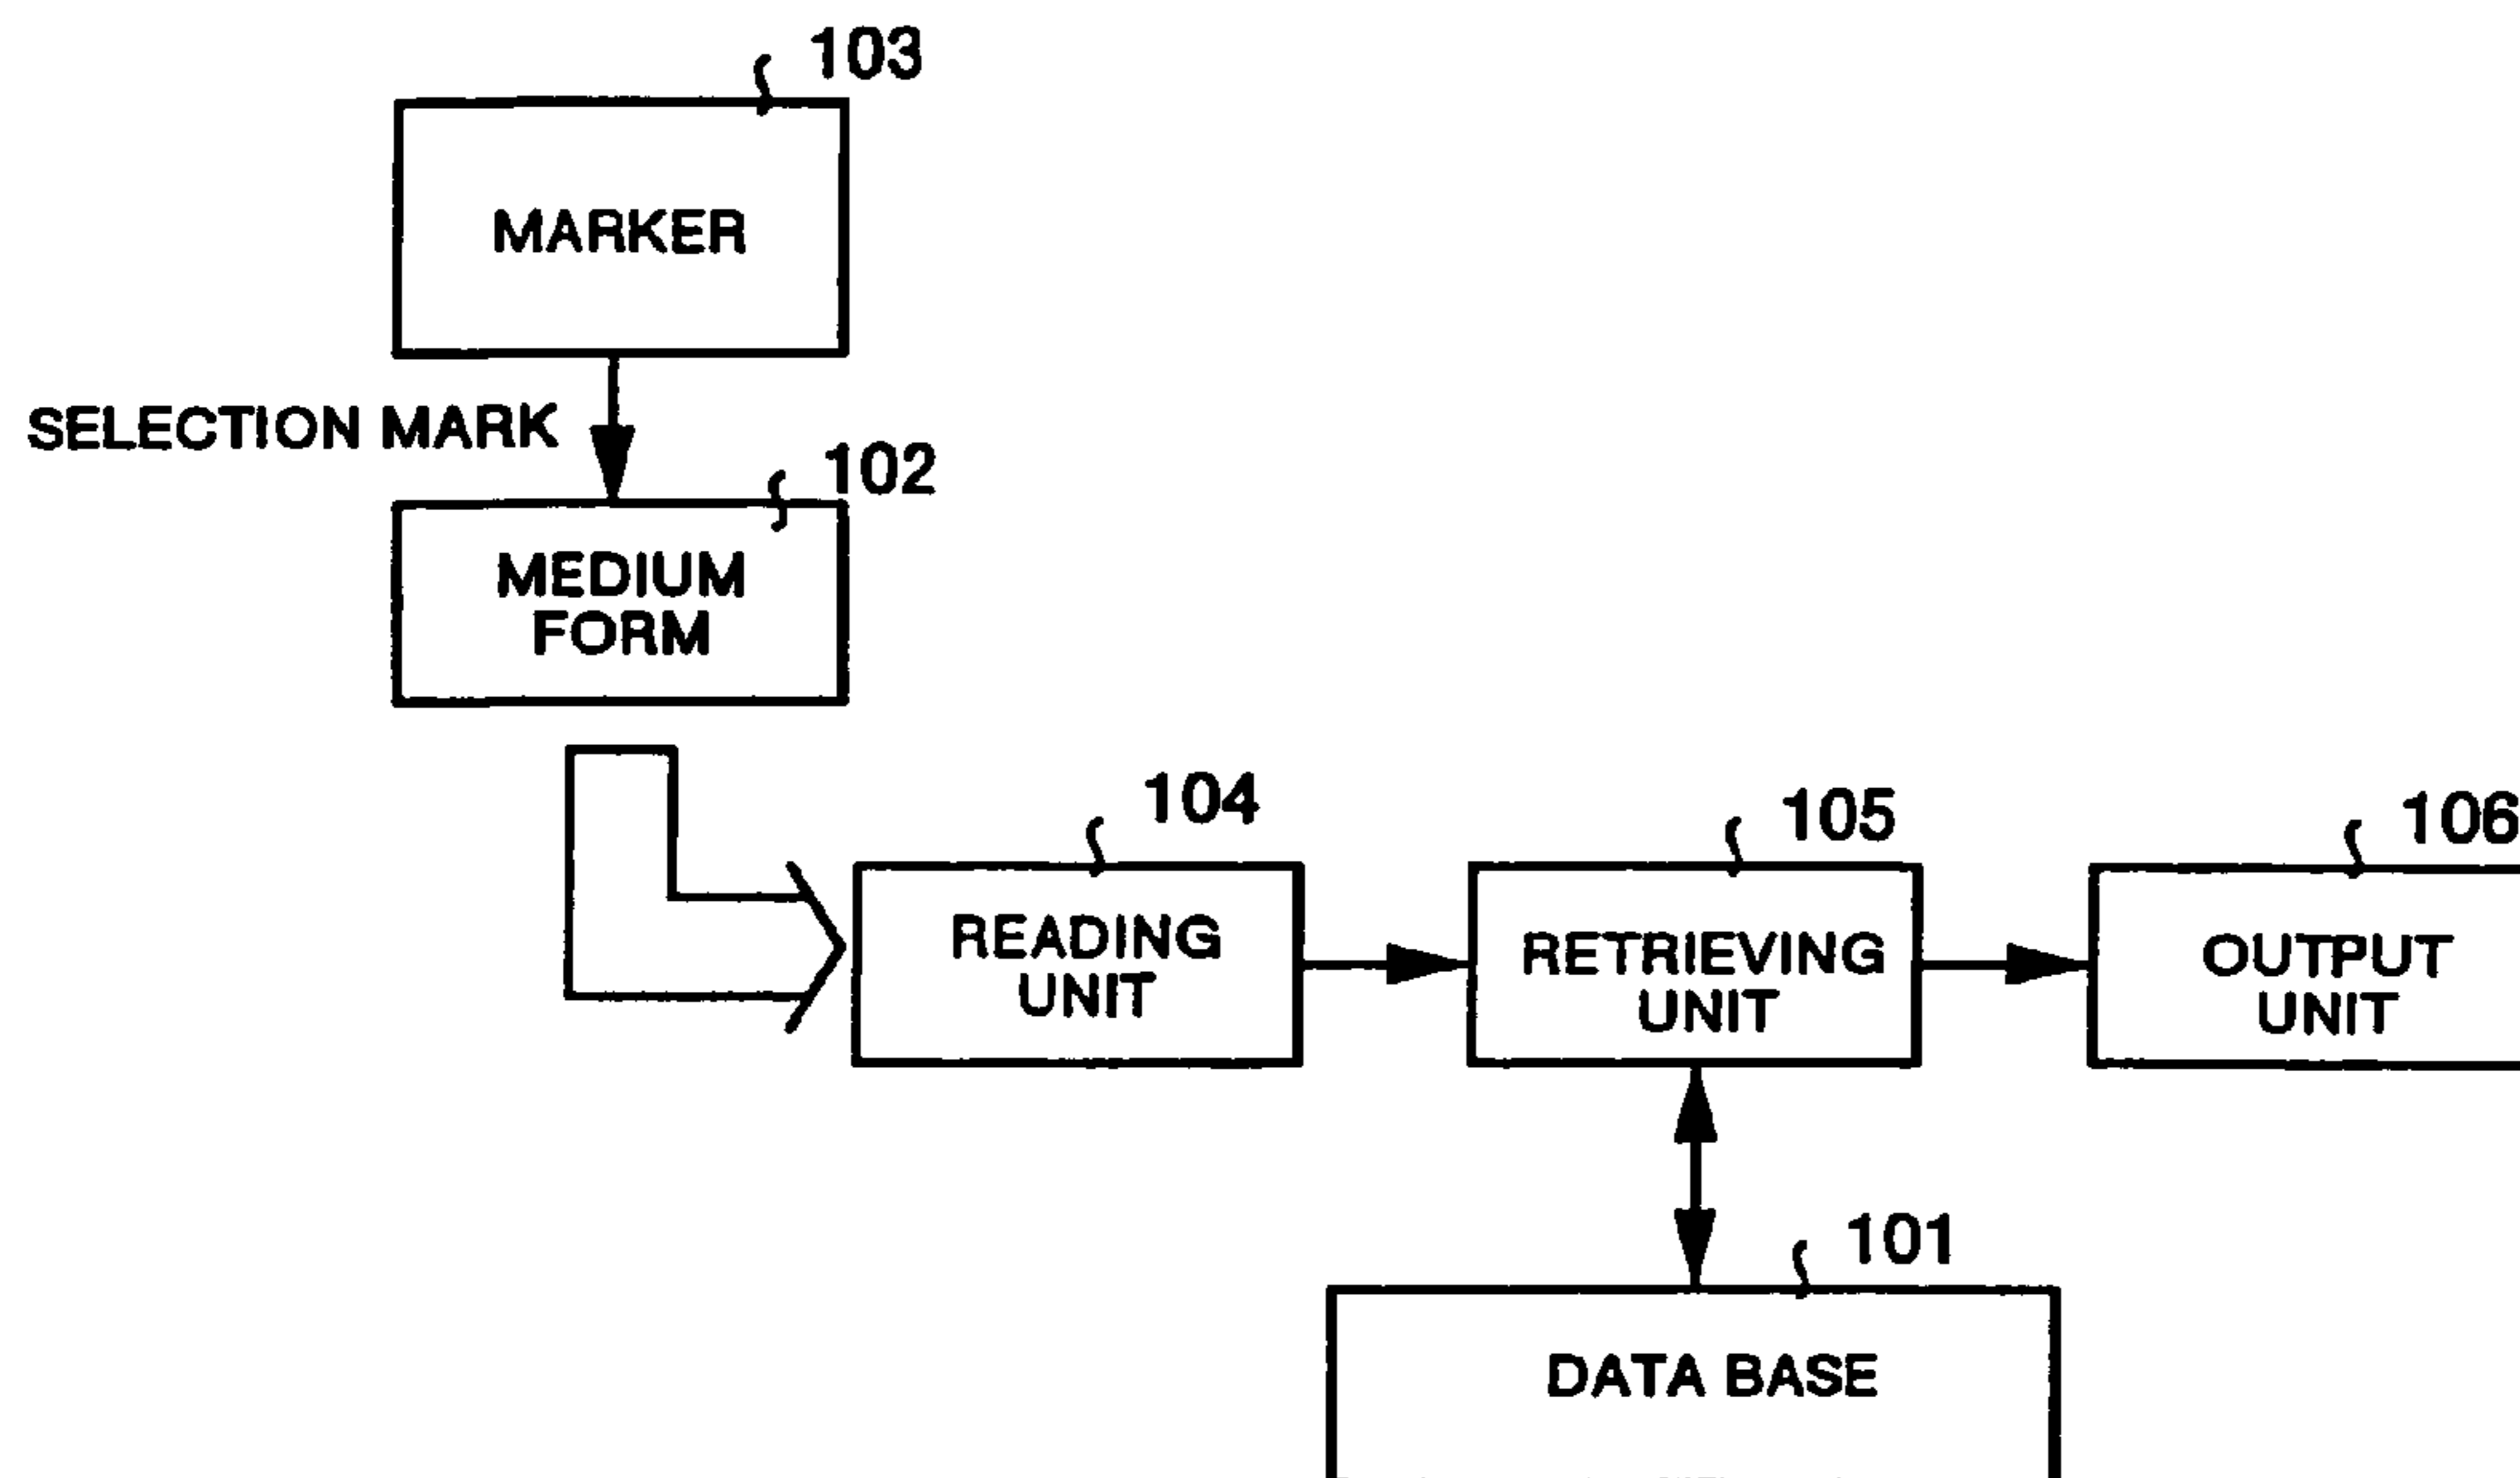 103
MARKER
SELECTION MARK
102
MEDIUM
FORM
104
105
106
READING
UNIT
RETRIEVING
UNIT
OUTPUT
UNIT
101
DATA BASE